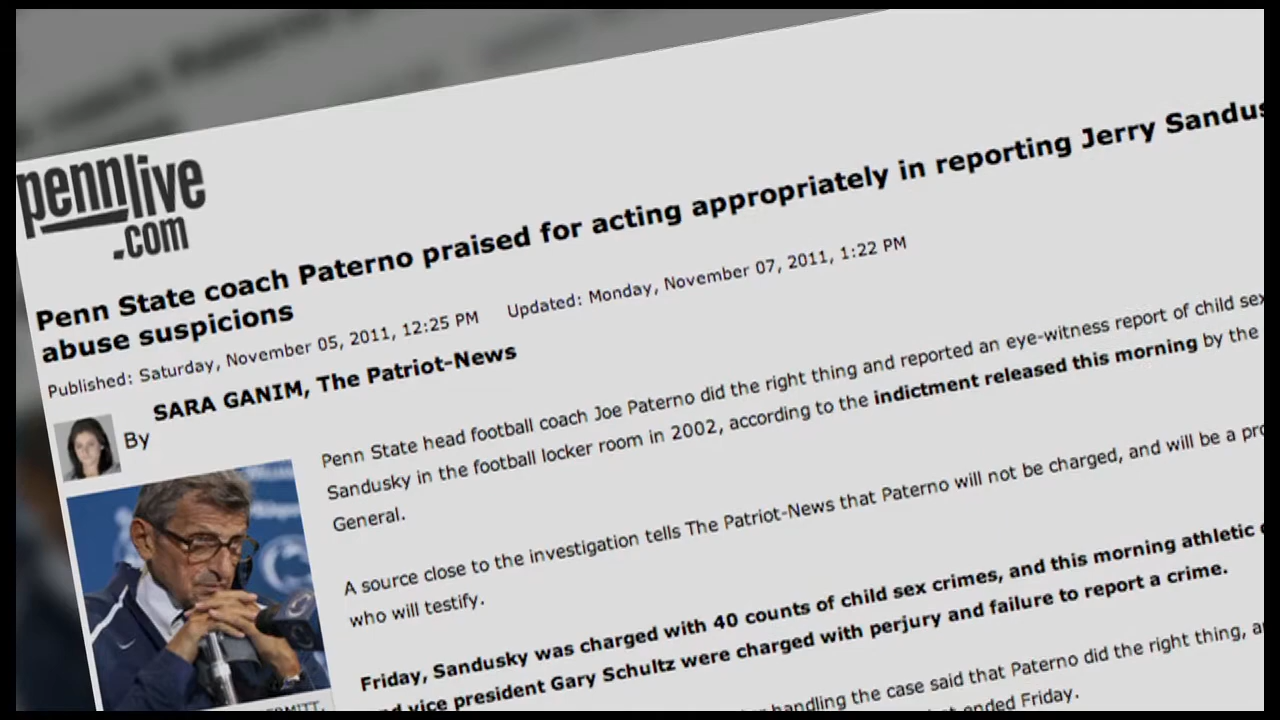 pennlive
.com
Penn State coach Paterno praised for acting appropriately in reporting Jerry
abuse suspicions
Published: Saturday, November 05, 2011, 12:25 PM Updated: Monday, November 07, 2011, 1:22 PM
SARA GANIM, The Patriot-News
By
Penn State head football coach Joe Paterno did the right thing and reported an eye-witness report of child
Sandusky in the football locker room in 2002, according to the indictment released this morning by the
General.
A source close to the investigation tells The Patriot-News that Paterno will not be charged, and will be a
who will testify.
Friday, Sandusky was charged with 40 counts of child sex crimes, and this morning athletic
vice president Gary Schultz were charged with perjury and failure to report a crime.
handling the case said that Paterno did the right thing,
ended Friday.